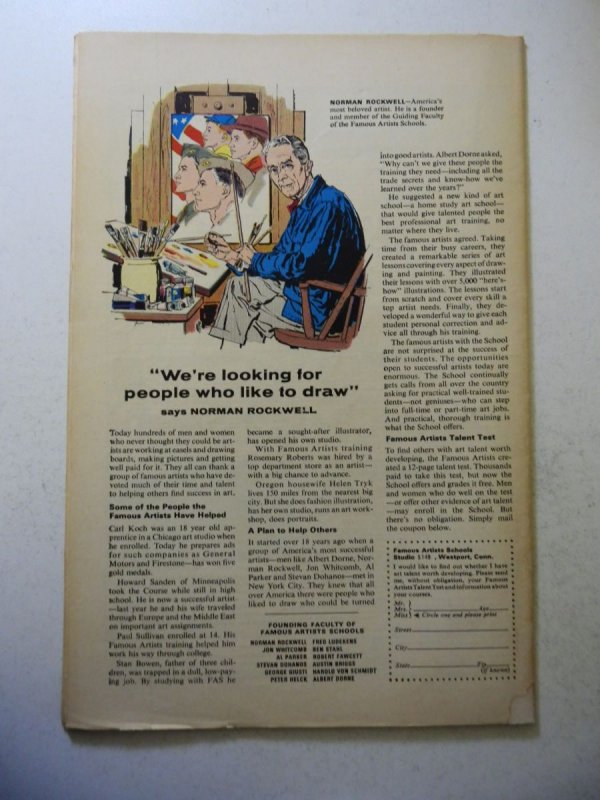 NORMAN ROCKWELL—America's
most beloved artist. He is a founder
and member of the Guiding Faculty
of the Famous Artists Schools.
"We're looking for
people who like to draw"
says NORMAN ROCKWELL
Today hundreds of men and women
who never thought they could be art-
ists are working at easels and drawing
boards, making pictures and getting
well paid for it. They all can thank a
group of famous artists who have de-
voted much of their time and talent
to helping others find success in art.
Some of the People the
Famous Artists Have Helped
Carl Koch was an 18 year old ap-
prentice in a Chicago art studio when
he enrolled. Today he prepares ads
for such companies as General
Motors and Firestone—has won five
gold medals.
Howard Sanden of Minneapolis
took the Course while still in high
school. He is now a successful artist
—last year he and his wife traveled
through Europe and the Middle East
on important art assignments.
Paul Sullivan enrolled at 14. His
Famous Artists training helped him
work his way through college.
Stan Bowen, father of three chil-
dren, was trapped in a dull, low-pay-
ing job. By studying with FAS he
became a sought-after illustrator,
has opened his own studio.
With Famous Artists training
Rosemary Roberts was hired by a
top department store as an artist—
with a big chance to advance.
Oregon housewife Helen Tryk
lives 150 miles from the nearest big
city. But she does fashion illustration,
has her own studio, runs an art work-
shop, does portraits.
A Plan to Help Others
It started over 18 years ago when a
group of America's most successful
artists—men like Albert Dorne, Nor-
man Rockwell, Jon Whitcomb, Al
Parker and Stevan Dohanos—met in
New York City. They knew that all
over America there were people who
liked to draw who could be turned
into good artists. Albert Dorne asked,
"Why can't we give these people the
training they need—including all the
trade secrets and know-how we've
learned over the years?"
He suggested a new kind of art
school—a home study art school—
that would give talented people the
best professional art training, no
matter where they live.
The famous artists agreed. Taking
time from their busy careers, they
created a remarkable series of art
lessons covering every aspect of draw-
ing and painting. They illustrated
their lessons with over 5,000 "here's-
how" illustrations. The lessons start
from scratch and cover every skill a
top artist needs. Finally, they de-
veloped a wonderful way to give each
student personal correction and ad-
vice all through his training.
The famous artists with the School
are not surprised at the success of
their students. The opportunities
open to successful artists today are
enormous. The School continually
gets calls from all over the country
asking for practical well-trained stu-
dents—not geniuses—who can step
into full-time or part-time art jobs.
And practical, thorough training is
what the School offers.
Famous Artists Talent Test
To find others with art talent worth
developing, the Famous Artists cre-
ated a 12-page talent test. Thousands
paid to take this test, but now the
School offers and grades it free. Men
and women who do well on the test
—or offer other evidence of art talent
—may enroll in the School. But
there's no obligation. Simply mail
the coupon below.
FOUNDING FACULTY OF
FAMOUS ARTISTS SCHOOLS
NORMAN ROCKWELL FRED LUDEKENS
JON WHITCOMB BEN STAHL
AL PARKER ROBERT FAWCETT
STEVAN DOHANOS AUSTIN BRIGGS
GEORGE GIUSTI HAROLD VON SCHMIDT
PETER HELCK ALBERT DORNE
Famous Artists Schools
Studio, Westport, Conn.
I would like to find out whether I have
art talent worth developing. Please send
me, without obligation, your Famous
Artists Talent Test and information about
your courses.
Mr.
Mrs. Age
Miss Circle one and please print
Street
City
State Zip
(if known)